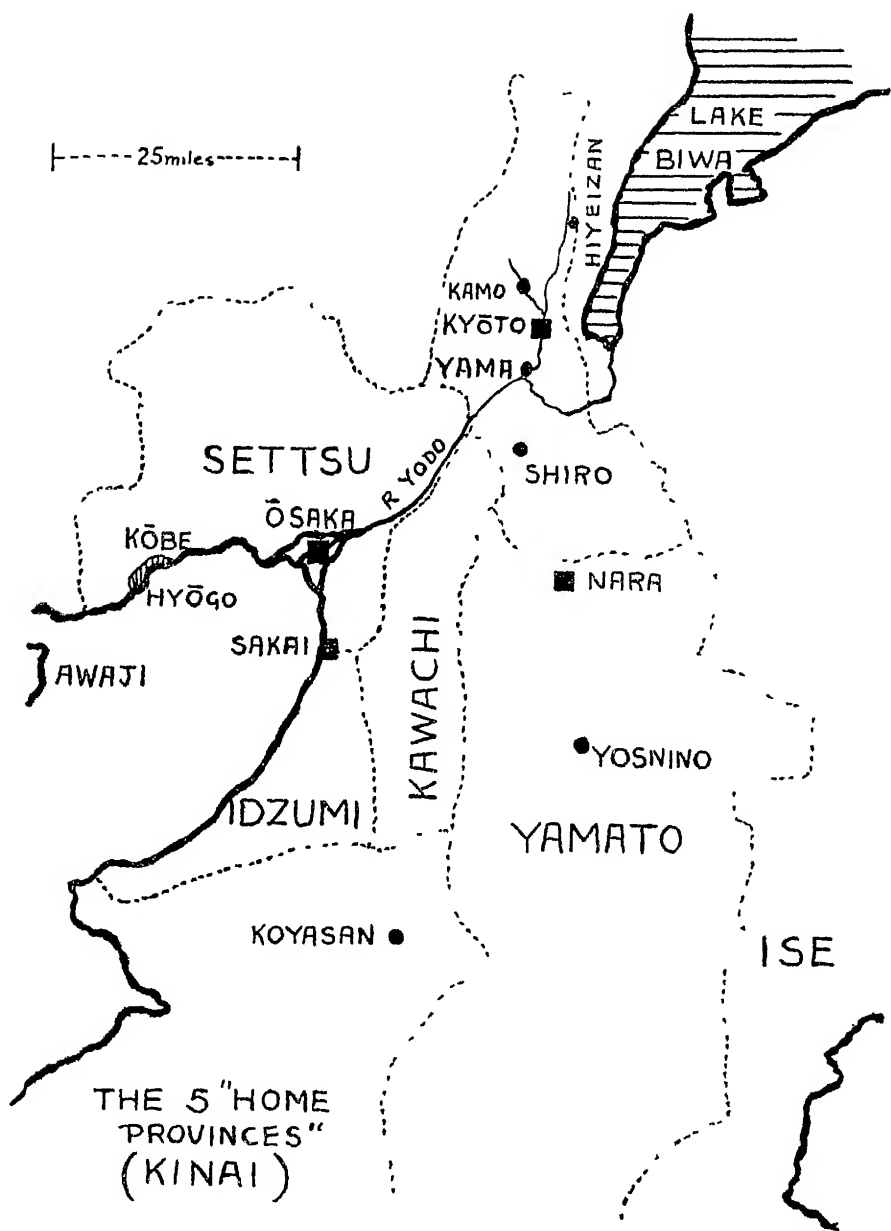 LAKE
BIWA
25 miles
HIYEIZAN
KAMO
KYŌTO
YAMA
SETTSU
R YODO
SHIRO
ŌSAKA
KŌBE
HYŌGO
NARA
SAKAI
AWAJI
KAWACHI
YOSNINO
IDZUMI
YAMATO
KOYASAN
ISE
THE 5 "HOME
PROVINCES"
(KINAI)